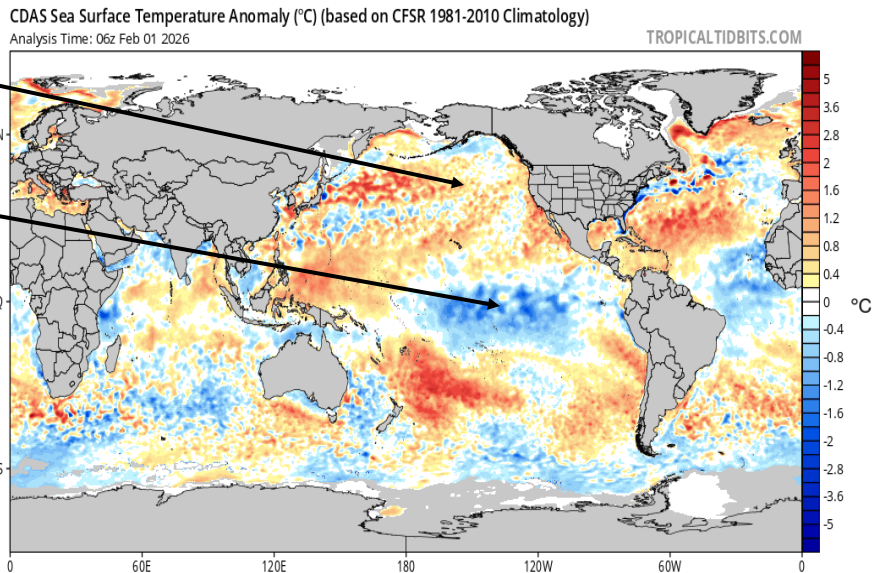 CDAS Sea Surface Temperature Anomaly (°C) (based on CFSR 1981-2010 Climatology)
Analysis Time: 06z Feb 01 2026
TROPICALTIDBITS.COM
5
3.6
2.8
2
1.6
1.2
0.8
0.4
0
-0.4
-0.8
-1.2
-1.6
-2
-2.8
-3.6
-5
°C
N
Q
S
0
60E
120E
180
120W
60W
0